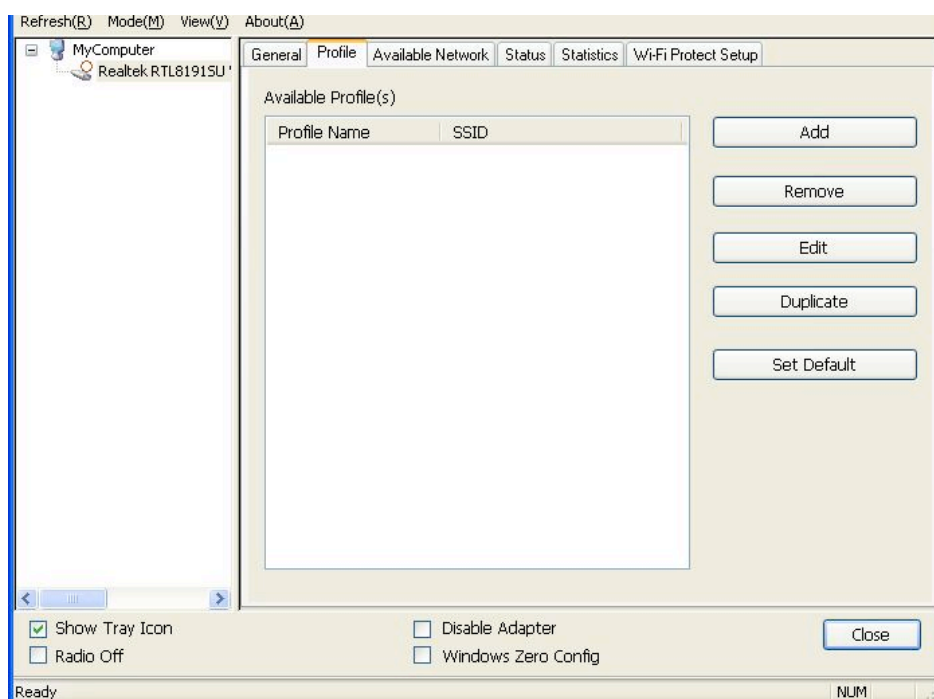 Refresh(R) Mode(M) View(V) About(A)
MyComputer
Realtek RTL8191SU '
General Profile Available Network Status Statistics Wi-Fi Protect Setup
Available Profile(s)
Profile Name SSID
Add
Remove
Edit
Duplicate
Set Default
Show Tray Icon
Radio Off
Disable Adapter
Windows Zero Config
Close
Ready
NUM